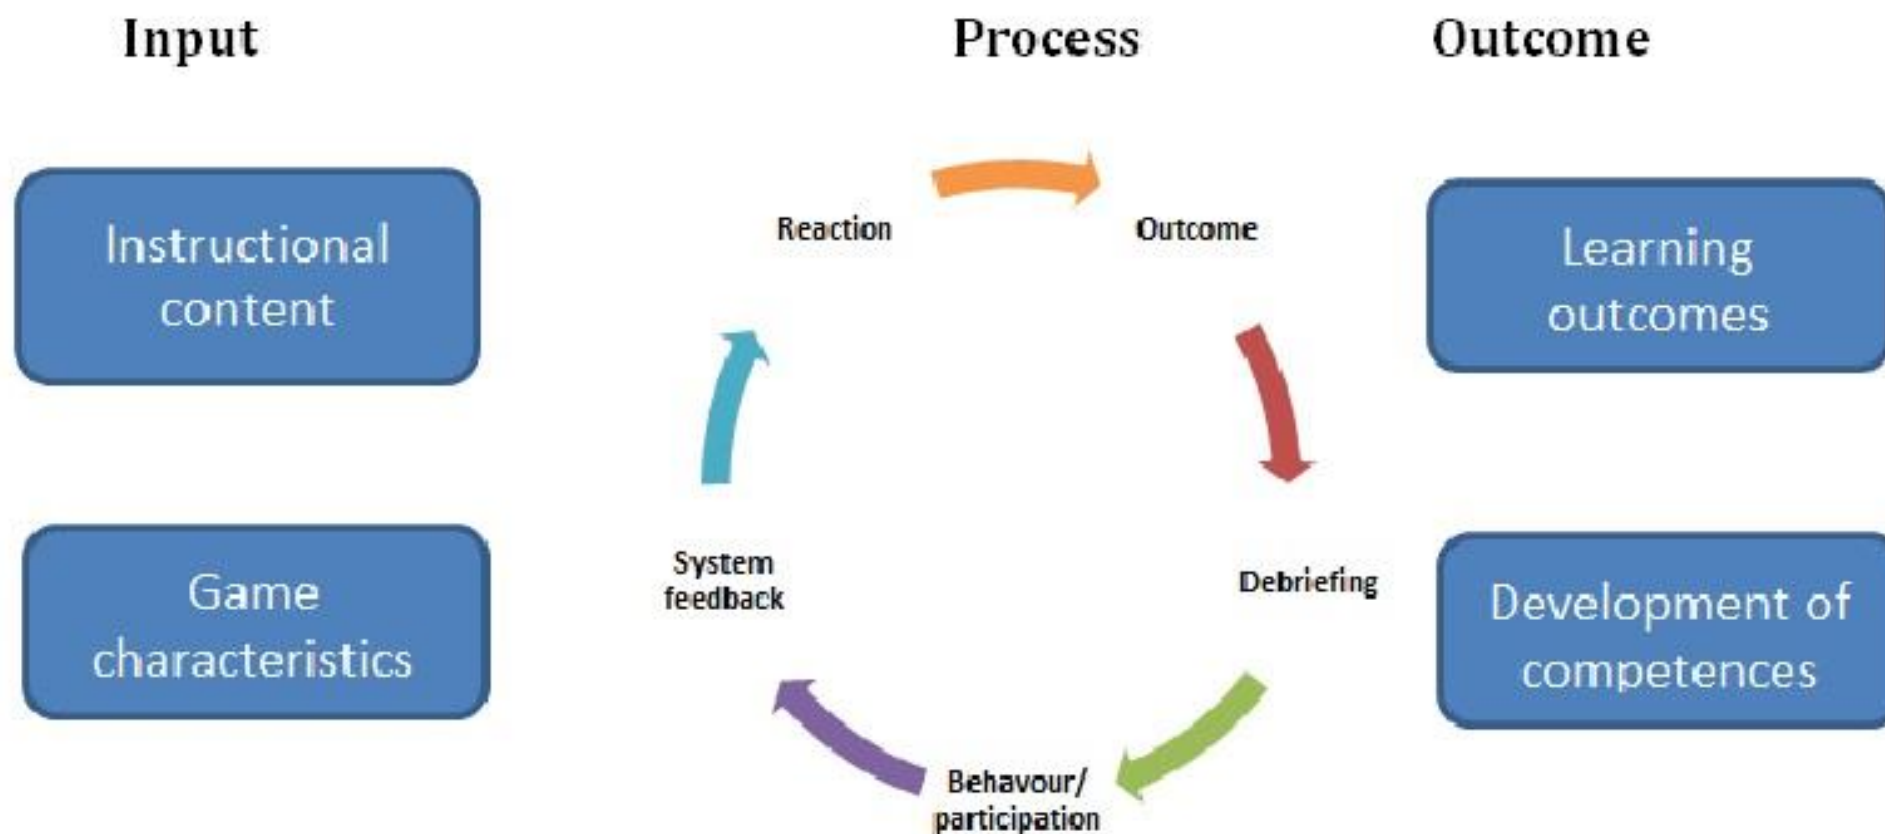 Input
Process
Outcome
Instructional
content
Reaction
Outcome
Learning
outcomes
Game
characteristics
System
feedback
Debriefing
Behavour/
participation
Development of
competences